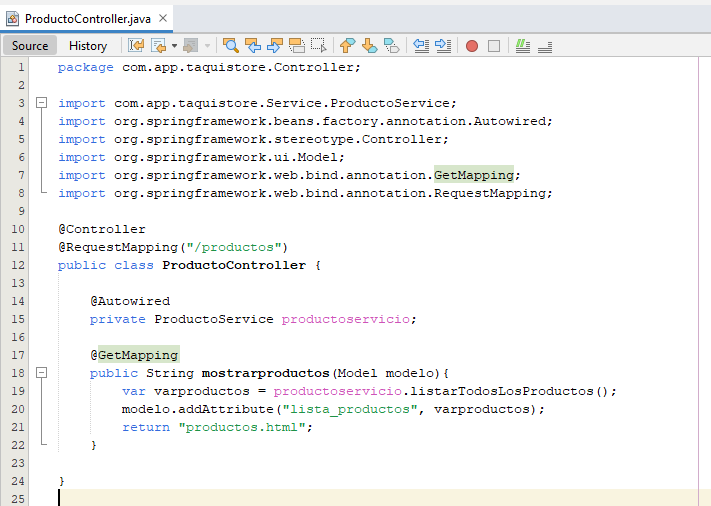 ProductoController.java
Source History
1 package com.app.taquistore.Controller;
2
3 import com.app.taquistore.Service.ProductoService;
4 import org.springframework.beans.factory.annotation.Autowired;
5 import org.springframework.stereotype.Controller;
6 import org.springframework.ui.Model;
7 import org.springframework.web.bind.annotation.GetMapping;
8 import org.springframework.web.bind.annotation.RequestMapping;
9
10 @Controller
11 @RequestMapping("/productos")
12 public class ProductoController {
13
14 @Autowired
15 private ProductoService productoservicio;
16
17 @GetMapping
18 public String mostrarproductos(Model modelo){
19 var varproductos = productoservicio.listarTodosLosProductos();
20 modelo.addAttribute("lista_productos", varproductos);
21 return "productos.html";
22 }
23
24 }
25